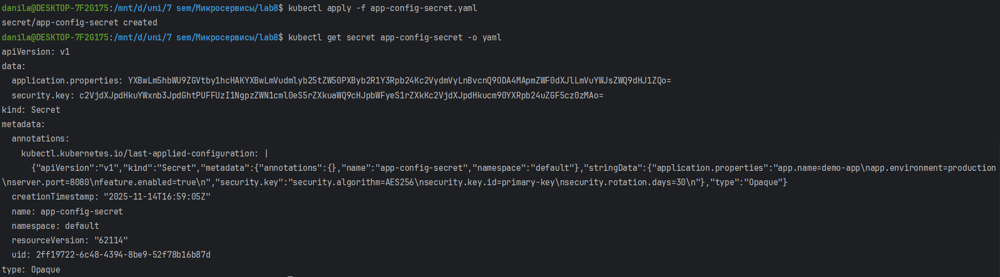 danila@DESKTOP-7F2G175:/mnt/d/uni/7 sem/Микросервисы/lab8$ kubectl apply -f app-config-secret.yaml
secret/app-config-secret created
danila@DESKTOP-7F2G175:/mnt/d/uni/7 sem/Микросервисы/lab8$ kubectl get secret app-config-secret -o yaml
apiVersion: v1
data:
  application.properties: YXBwLm5hbWU9ZGVtby1hcHAKYXBwLmVudmlyb25tZW50PXByb2R1Y3Rpb24Kc2VydmVyLnBvcnQ9ODA4MApmZWF0dXJlLmVuYWJsZWQ9dHJ1ZQo=
  security.key: c2VjdXJpdHkuYWxnb3JpdGhtPUFFUzI1NgpzZWN1cml0eS5rZXkuaWQ9cHJpbWFyeS1rZXkKc2VjdXJpdHkucm90YXRpb24uZGF5cz0zMAo=
kind: Secret
metadata:
  annotations:
    kubectl.kubernetes.io/last-applied-configuration: |
      {"apiVersion":"v1","kind":"Secret","metadata":{"annotations":{},"name":"app-config-secret","namespace":"default"},"stringData":{"application.properties":"app.name=demo-app\napp.environment=production
\nserver.port=8080\nfeature.enabled=true\n","security.key":"security.algorithm=AES256\nsecurity.key.id=primary-key\nsecurity.rotation.days=30\n"},"type":"Opaque"}
  creationTimestamp: "2025-11-14T16:59:05Z"
  name: app-config-secret
  namespace: default
  resourceVersion: "62114"
  uid: 2ff19722-6c48-4394-8be9-52f78b16b87d
type: Opaque